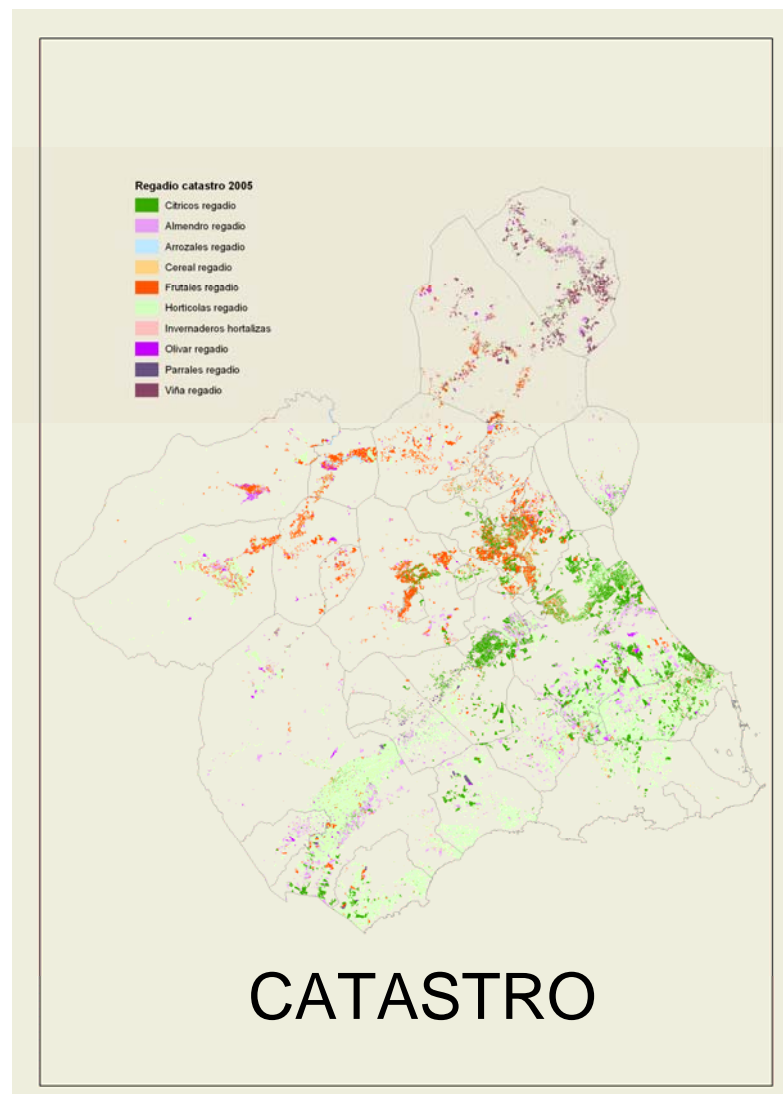 Regadio catastro 2005
Citricos regadio
Almendro regadio
Arrozales regadio
Cereal regadio
Frutales regadio
Horticolas regadio
Invernaderos hortalizas
Olivar regadio
Parrales regadio
Viña regadio
CATASTRO